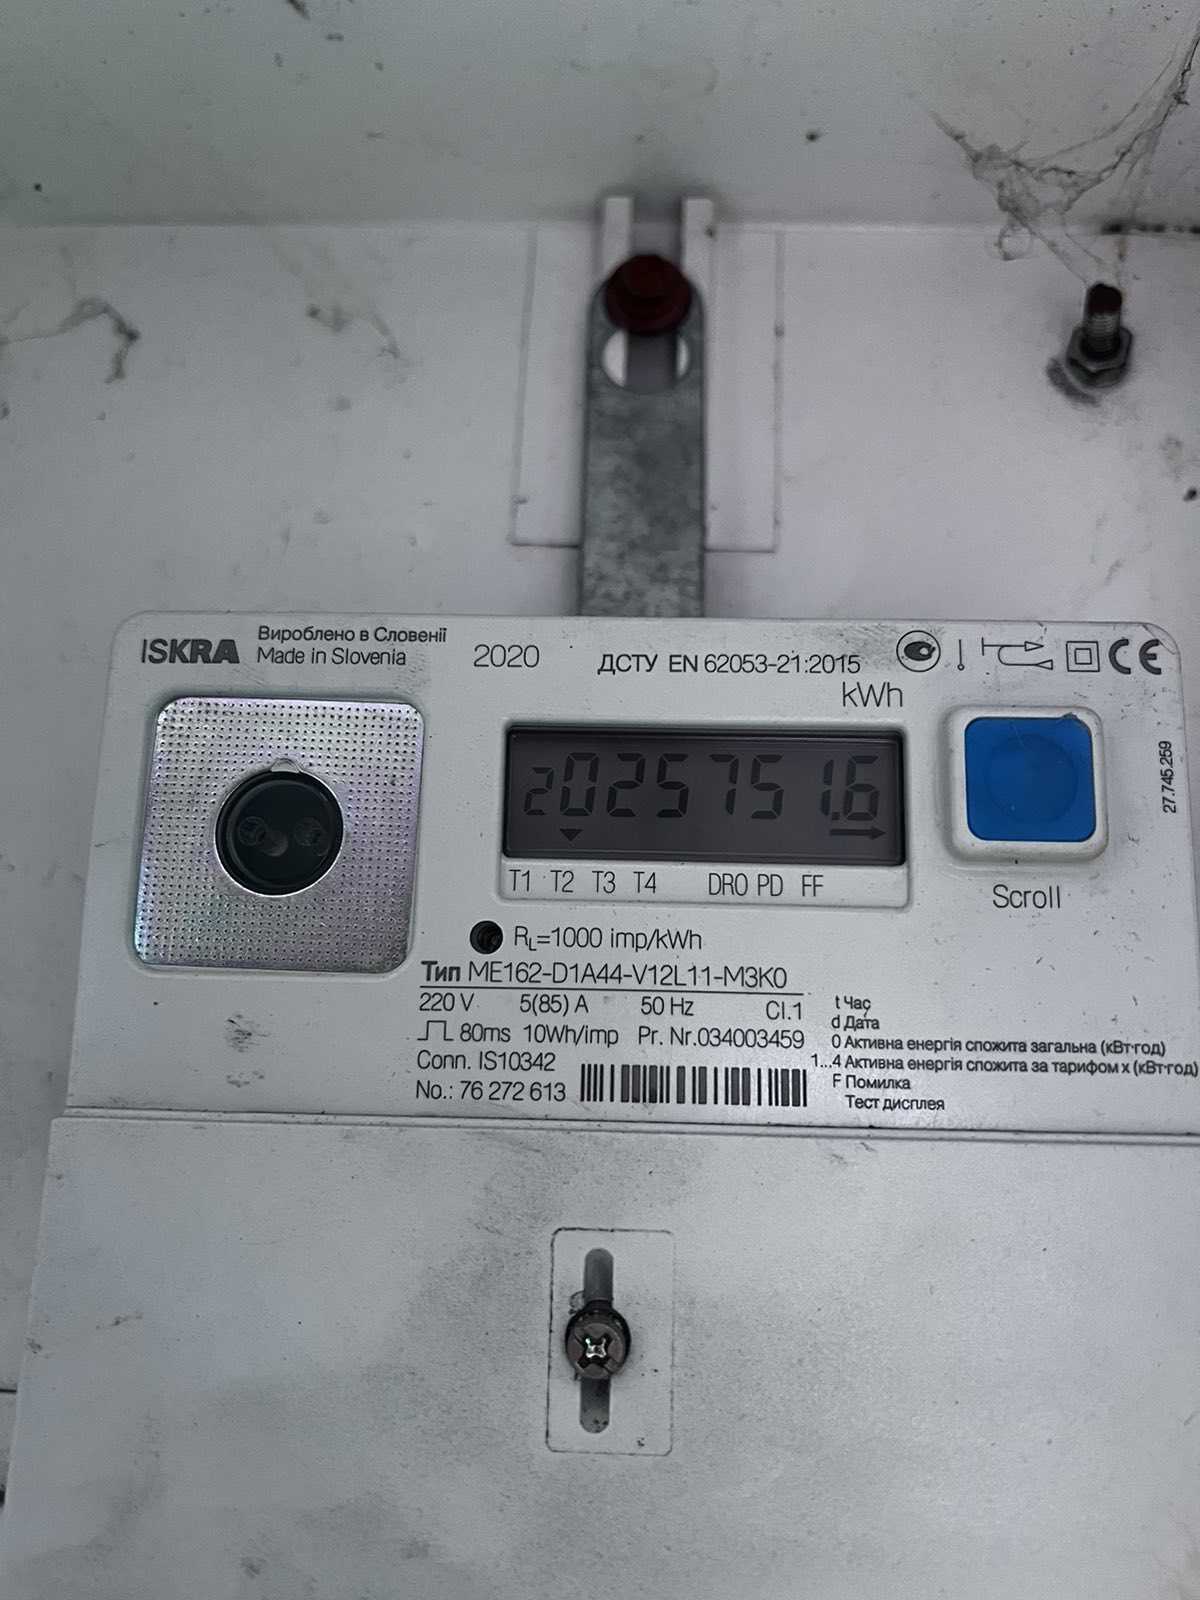 ISKRA
Вироблено в Словенії
Made in Slovenia
2020
ДСТУ EN 62053-21:2015
CE
kWh
2 025751.6
T1 T2 T3 T4 DRO PD FF
Scroll
27.745.259
RL=1000 imp/kWh
Тип ME162-D1A44-V12L11-M3K0
220 V 5(85) A 50 Hz Cl.1
80ms 10Wh/imp Pr. Nr.034003459
Conn. IS10342
No.: 76 272 613
t Час
d Дата
0 Активна енергія спожита загальна (кВт·год)
1...4 Активна енергія спожита за тарифом x (кВт·год)
F Помилка
Тест дисплея